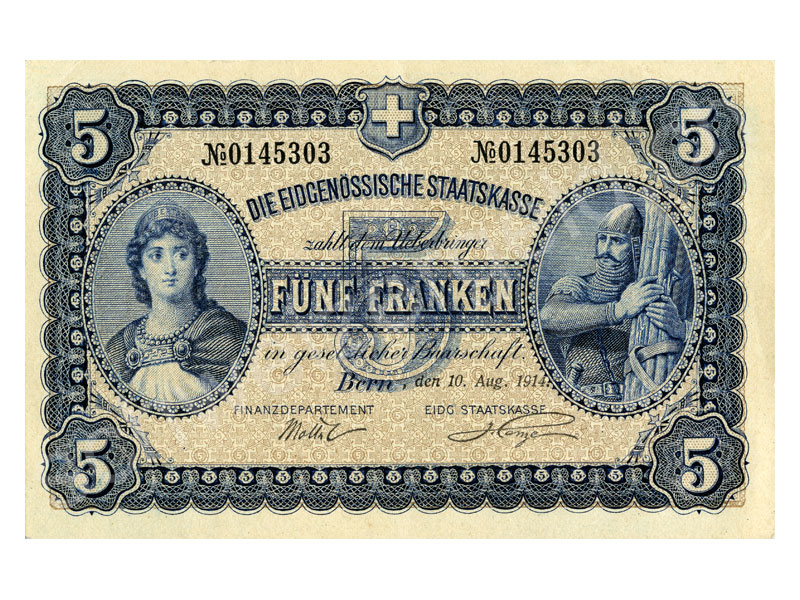 5 5
№0145303 №0145303
DIE EIDGENÖSSISCHE STAATSKASSE
zahlt dem Ueberbringer
5
FÜNF FRANKEN
in gesetzlicher Baarschaft.
Bern, den 10. Aug. 1914.
FINANZDEPARTEMENT EIDG STAATSKASSE
5 5